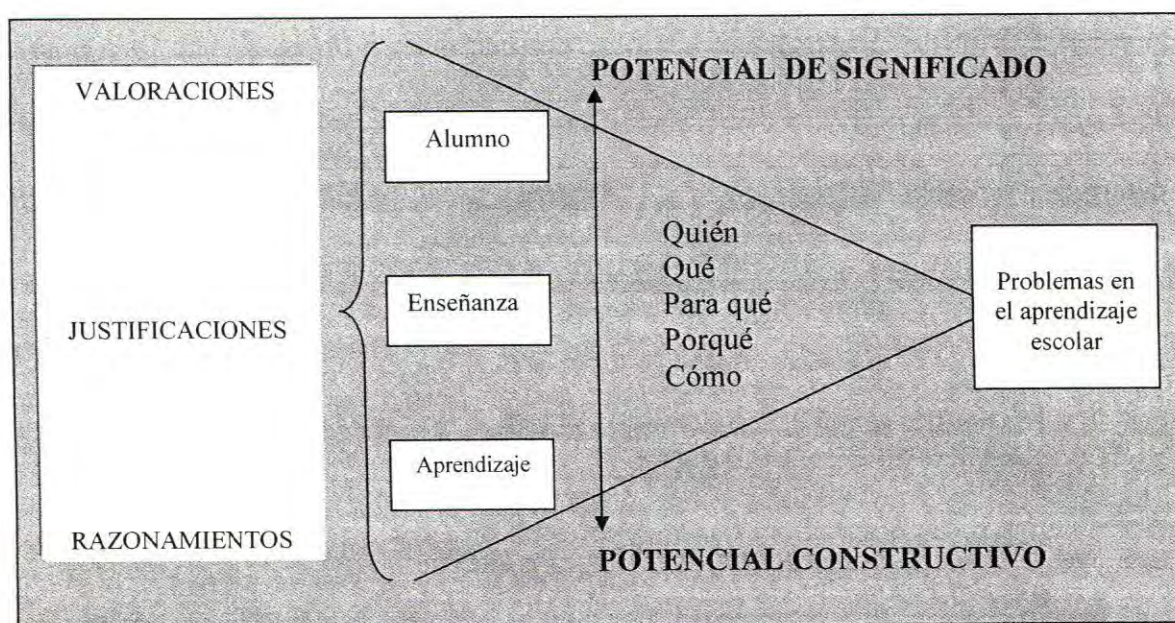 VALORACIONES
JUSTIFICACIONES
RAZONAMIENTOS
Alumno
Enseñanza
Aprendizaje
POTENCIAL DE SIGNIFICADO
Quién
Qué
Para qué
Porqué
Cómo
POTENCIAL CONSTRUCTIVO
Problemas en
el aprendizaje
escolar